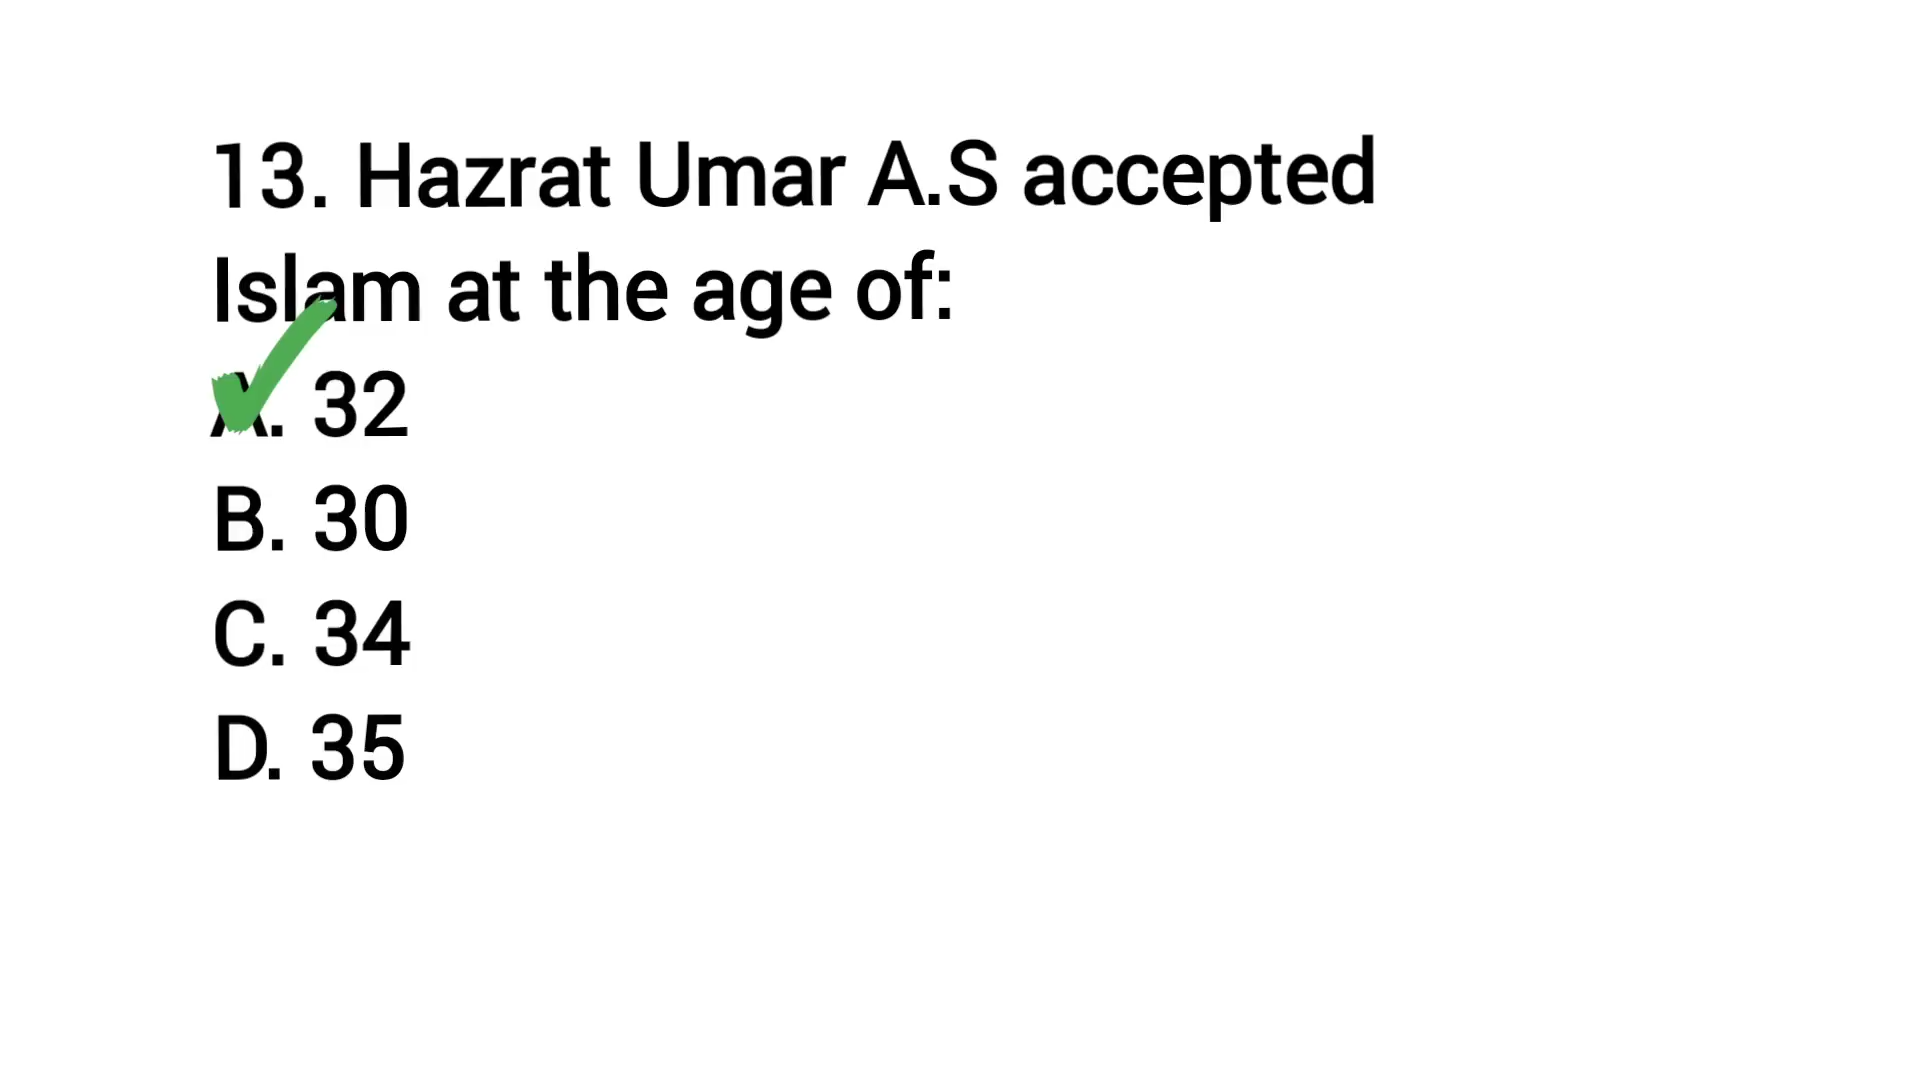 13. Hazrat Umar A.S accepted
Islam at the age of:
A. 32
B. 30
C. 34
D. 35